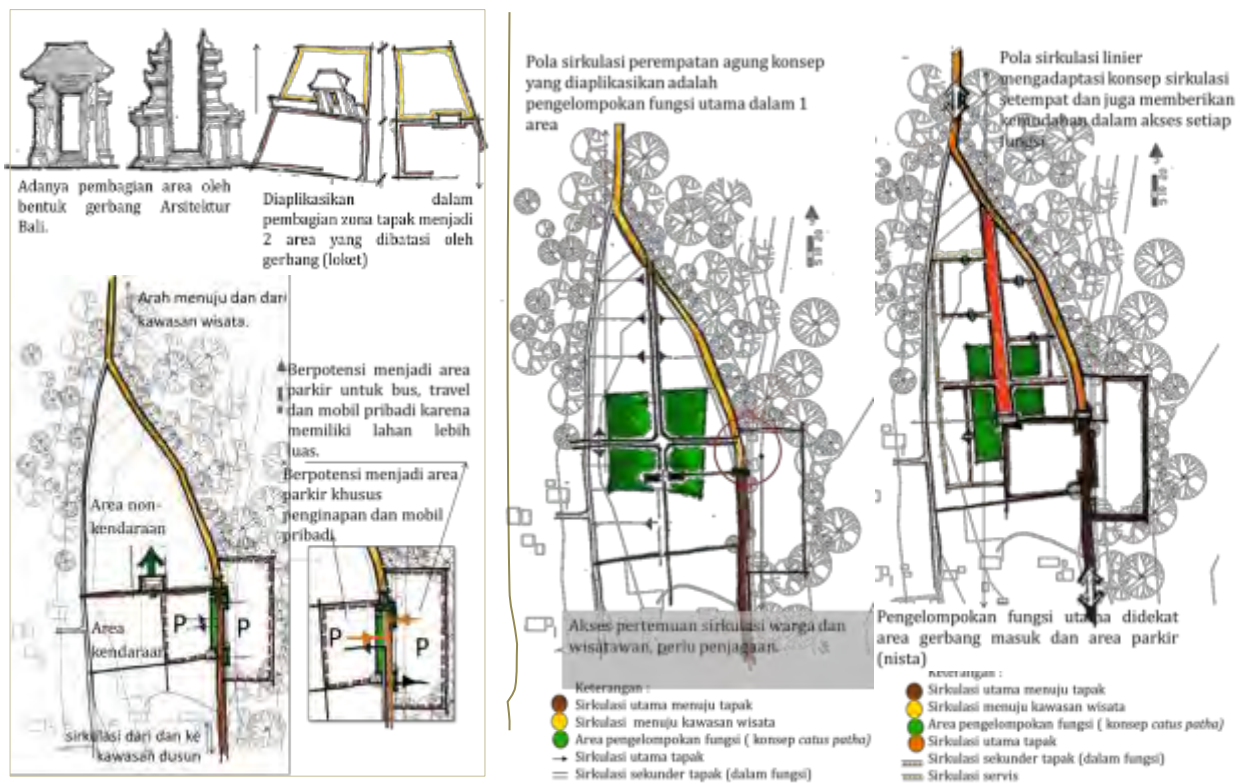 Adanya pembagian area oleh
bentuk gerbang Arsitektur
Bali.
Diaplikasikan dalam
pembagian zona tapak menjadi
2 area yang dibatasi oleh
gerbang (loket)
Arah menuju dan dari
kawasan wisata.
Berpotensi menjadi area
parkir untuk bus, travel
dan mobil pribadi karena
memiliki lahan lebih
luas.
Berpotensi menjadi area
parkir khusus
penginapan dan mobil
pribadi
Area non-
kendaraan
Area
kendaraan
P
P
P
P
sirkulasi dari dan ke
kawasan dusun
Pola sirkulasi perempatan agung konsep
yang diaplikasikan adalah
pengelompokan fungsi utama dalam 1
area
Akses pertemuan sirkulasi warga dan
wisatawan, perlu penjagaan.
Keterangan :
Sirkulasi utama menuju tapak
Sirkulasi menuju kawasan wisata
Area pengelompokan fungsi ( konsep catus patha)
Sirkulasi utama tapak
Sirkulasi sekunder tapak (dalam fungsi)
Pola sirkulasi linier
mengadaptasi konsep sirkulasi
setempat dan juga memberikan
kemudahan dalam akses setiap
fungsi
Pengelompokan fungsi utama didekat
area gerbang masuk dan area parkir
(nista)
Keterangan :
Sirkulasi utama menuju tapak
Sirkulasi menuju kawasan wisata
Area pengelompokan fungsi ( konsep catus patha)
Sirkulasi utama tapak
Sirkulasi sekunder tapak (dalam fungsi)
Sirkulasi servis